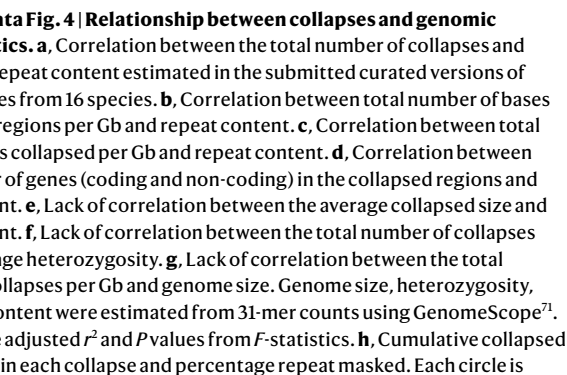 ta Fig. 4 | Relationship between collapses and genomic
tics. a, Correlation between the total number of collapses and
epeat content estimated in the submitted curated versions of
es from 16 species. b, Correlation between total number of bases
regions per Gb and repeat content. c, Correlation between total
s collapsed per Gb and repeat content. d, Correlation between
r of genes (coding and non-coding) in the collapsed regions and
nt. e, Lack of correlation between the average collapsed size and
nt. f, Lack of correlation between the total number of collapses
age heterozygosity. g, Lack of correlation between the total
ollapses per Gb and genome size. Genome size, heterozygosity,
ontent were estimated from 31-mer counts using GenomeScope71.
e adjusted r2 and P values from F-statistics. h, Cumulative collapsed
in each collapse and percentage repeat masked. Each circle is